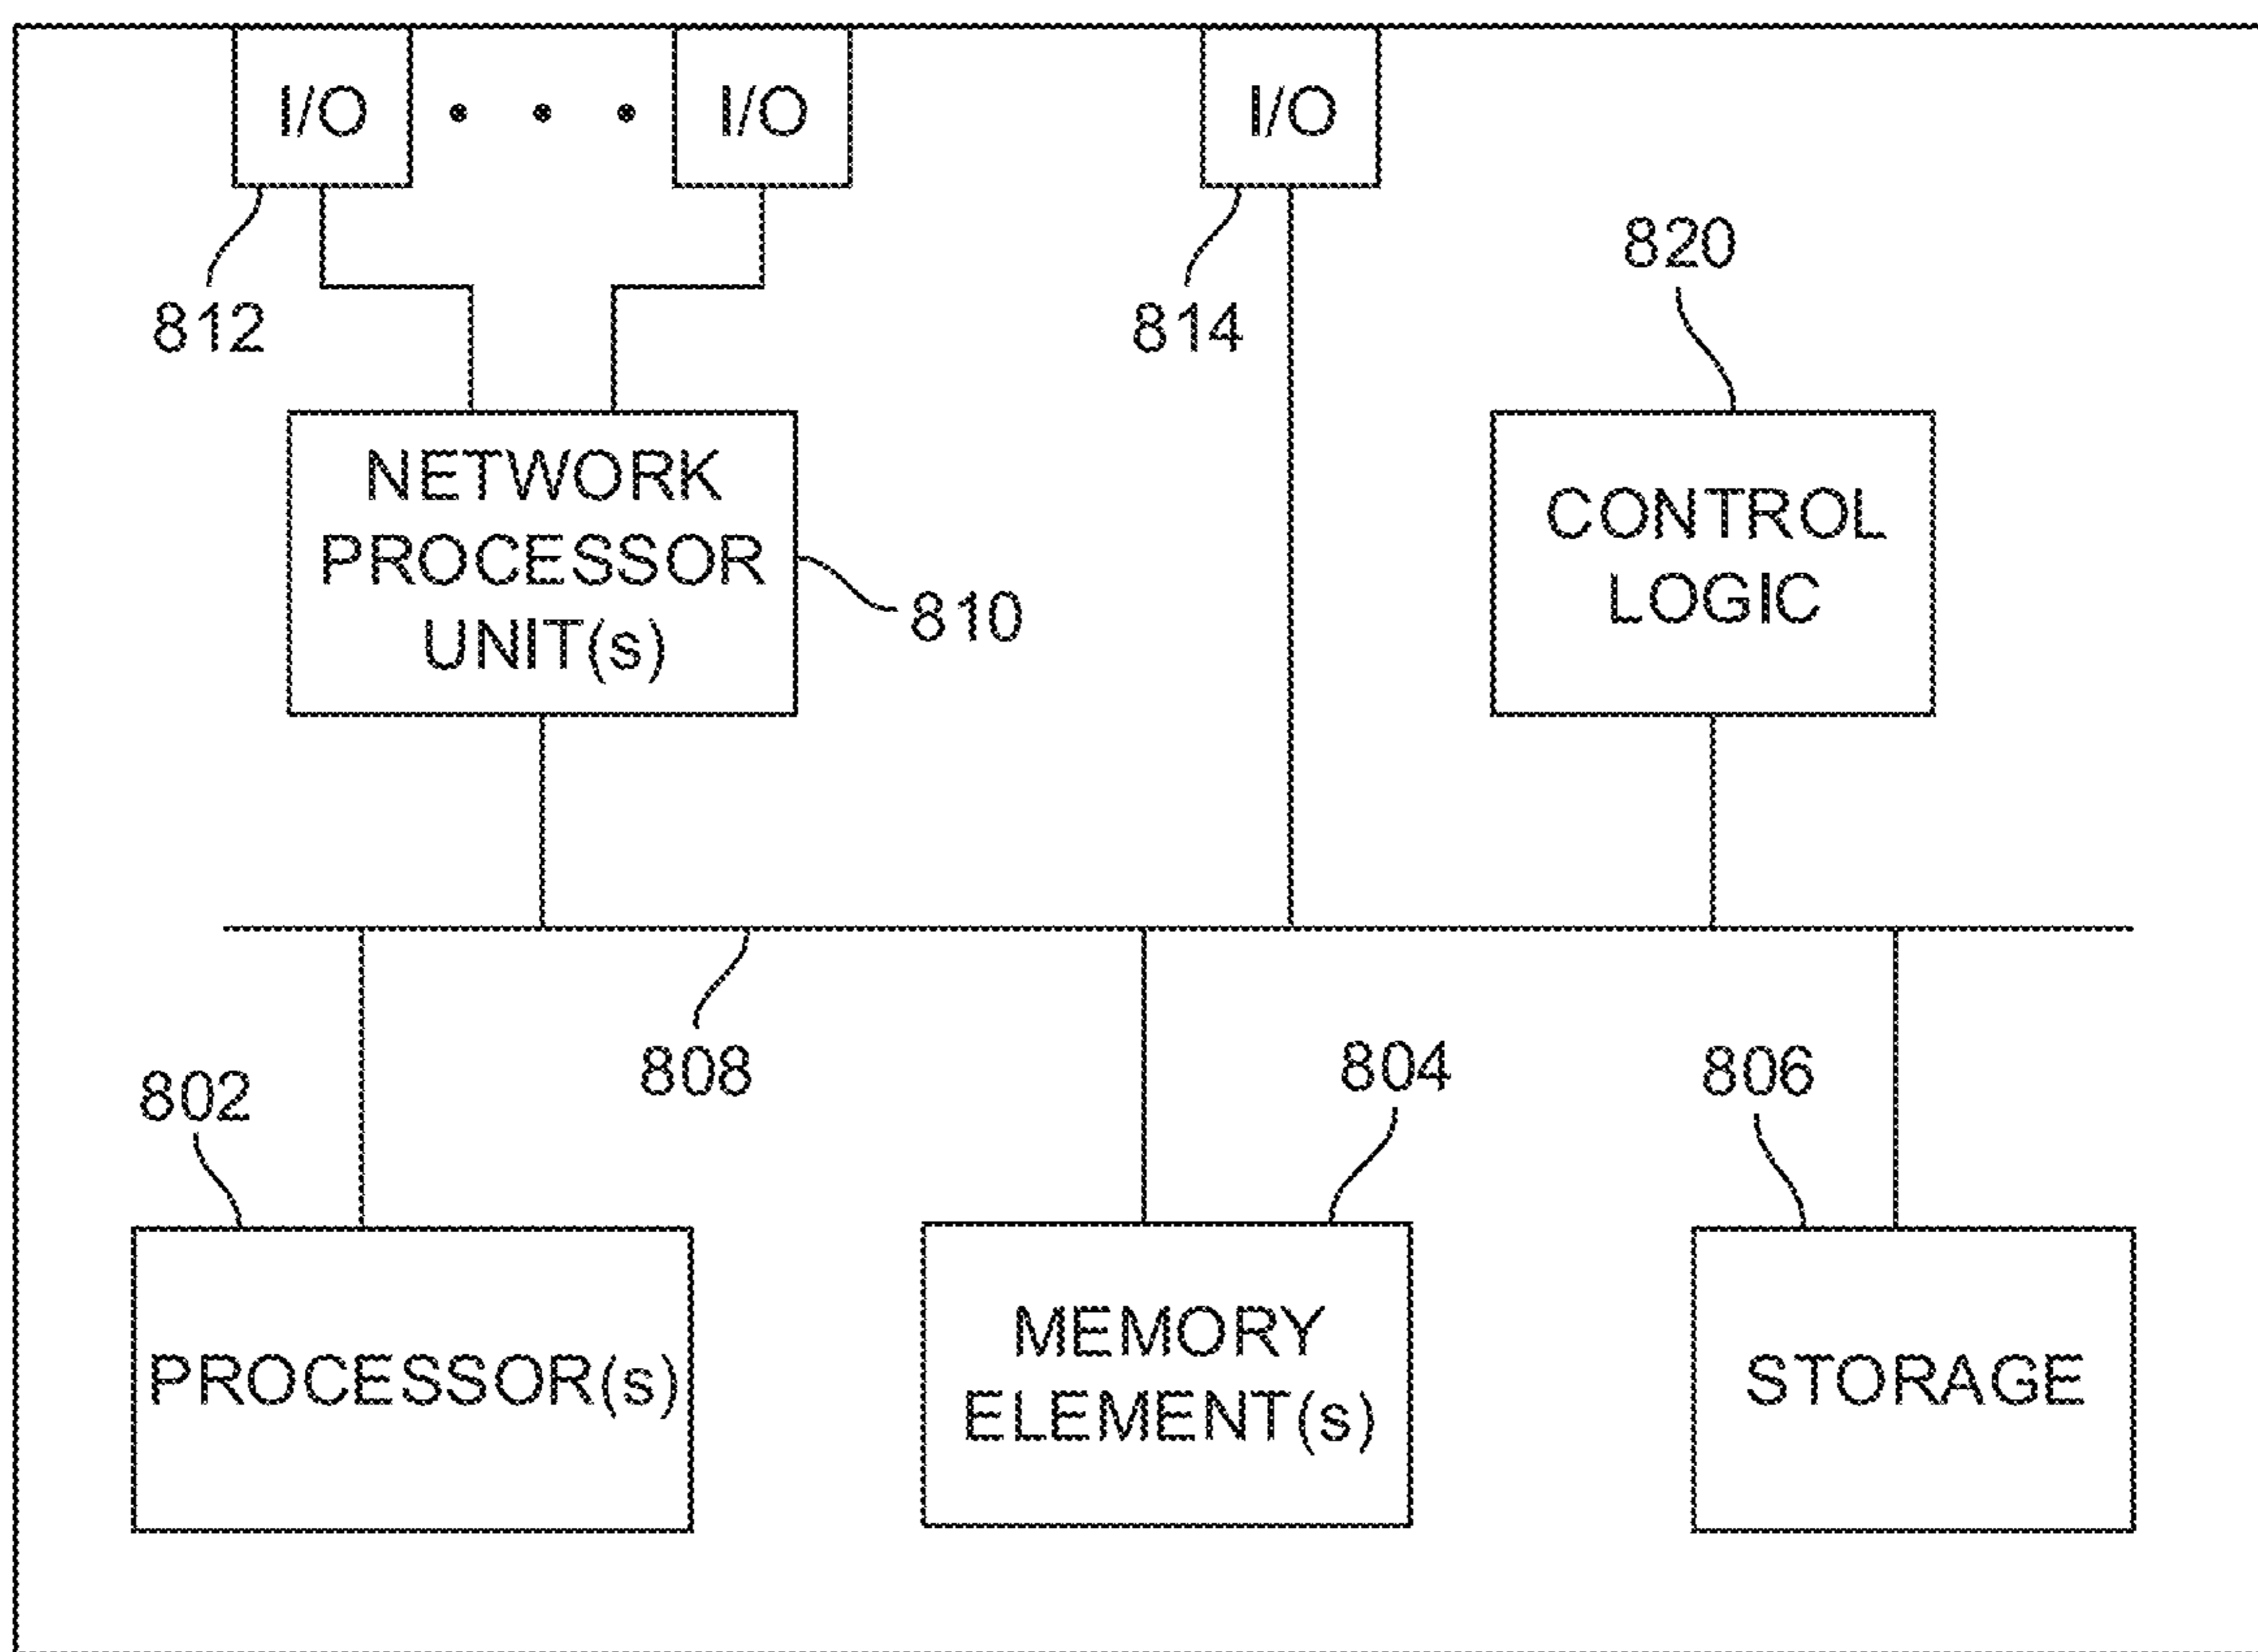 I/O
I/O
I/O
812
814
820
NETWORK
PROCESSOR
UNIT(s)
810
CONTROL
LOGIC
808
802
804
806
PROCESSOR(s)
MEMORY
ELEMENT(s)
STORAGE